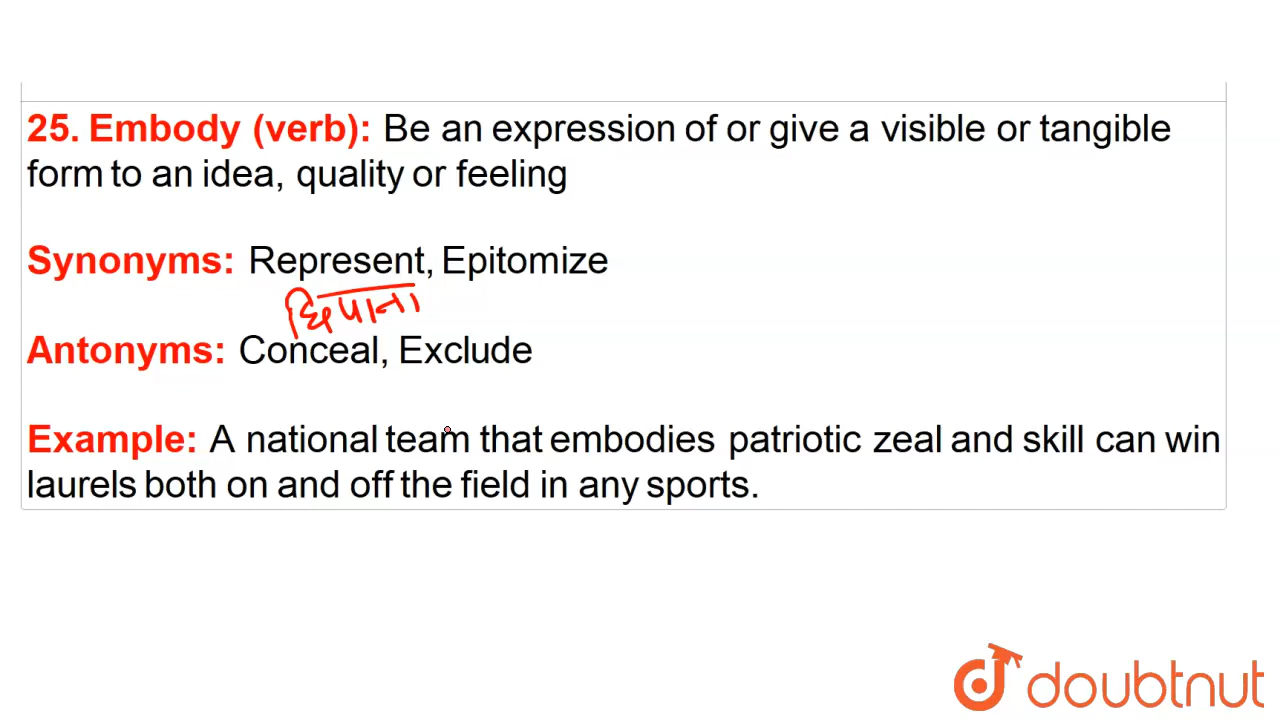 25. Embody (verb): Be an expression of or give a visible or tangible
form to an idea, quality or feeling
Synonyms: Represent, Epitomize
छिपाना
Antonyms: Conceal, Exclude
Example: A national team that embodies patriotic zeal and skill can win
laurels both on and off the field in any sports.
doubtnut